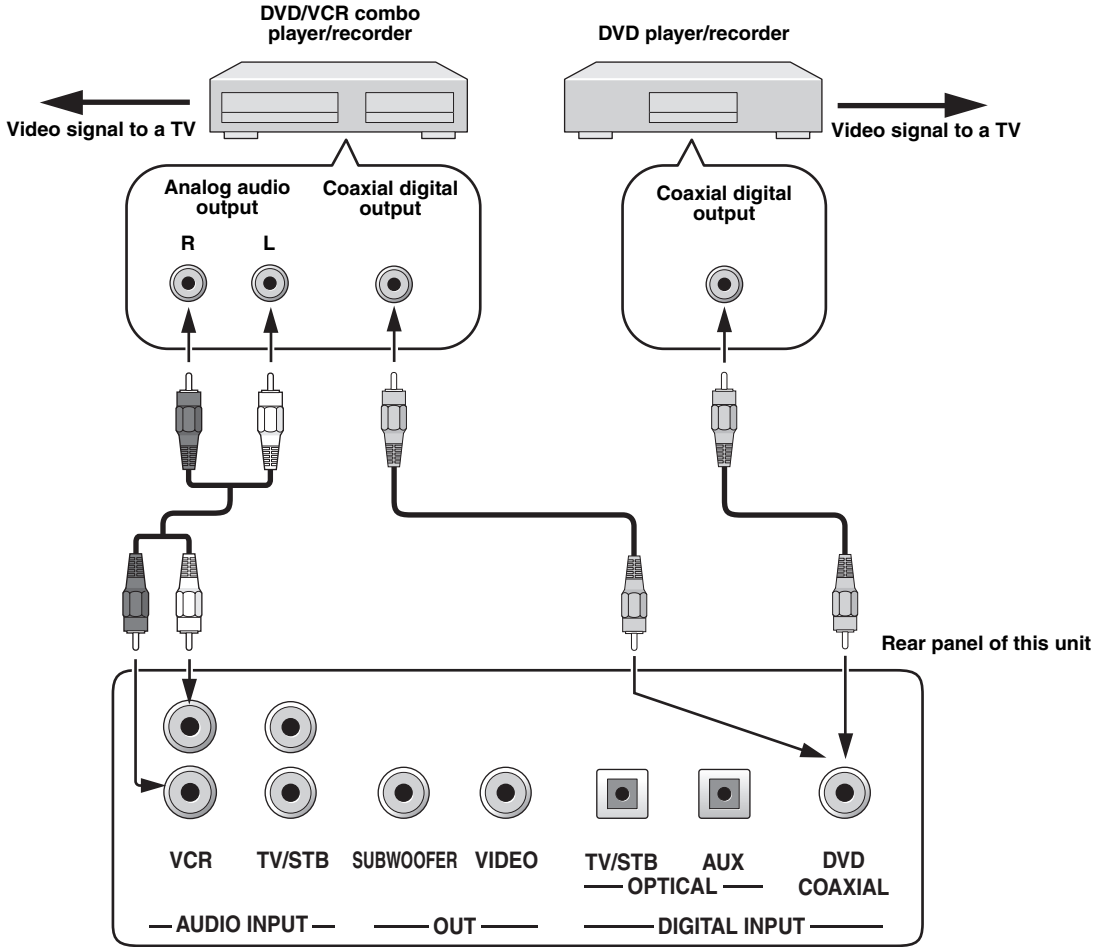 DVD/VCR combo
player/recorder
DVD player/recorder
Video signal to a TV
Video signal to a TV
Analog audio
output
Coaxial digital
output
Coaxial digital
output
R
L
Rear panel of this unit
VCR
TV/STB
SUBWOOFER
VIDEO
TV/STB
AUX
DVD
OPTICAL
COAXIAL
AUDIO INPUT
OUT
DIGITAL INPUT